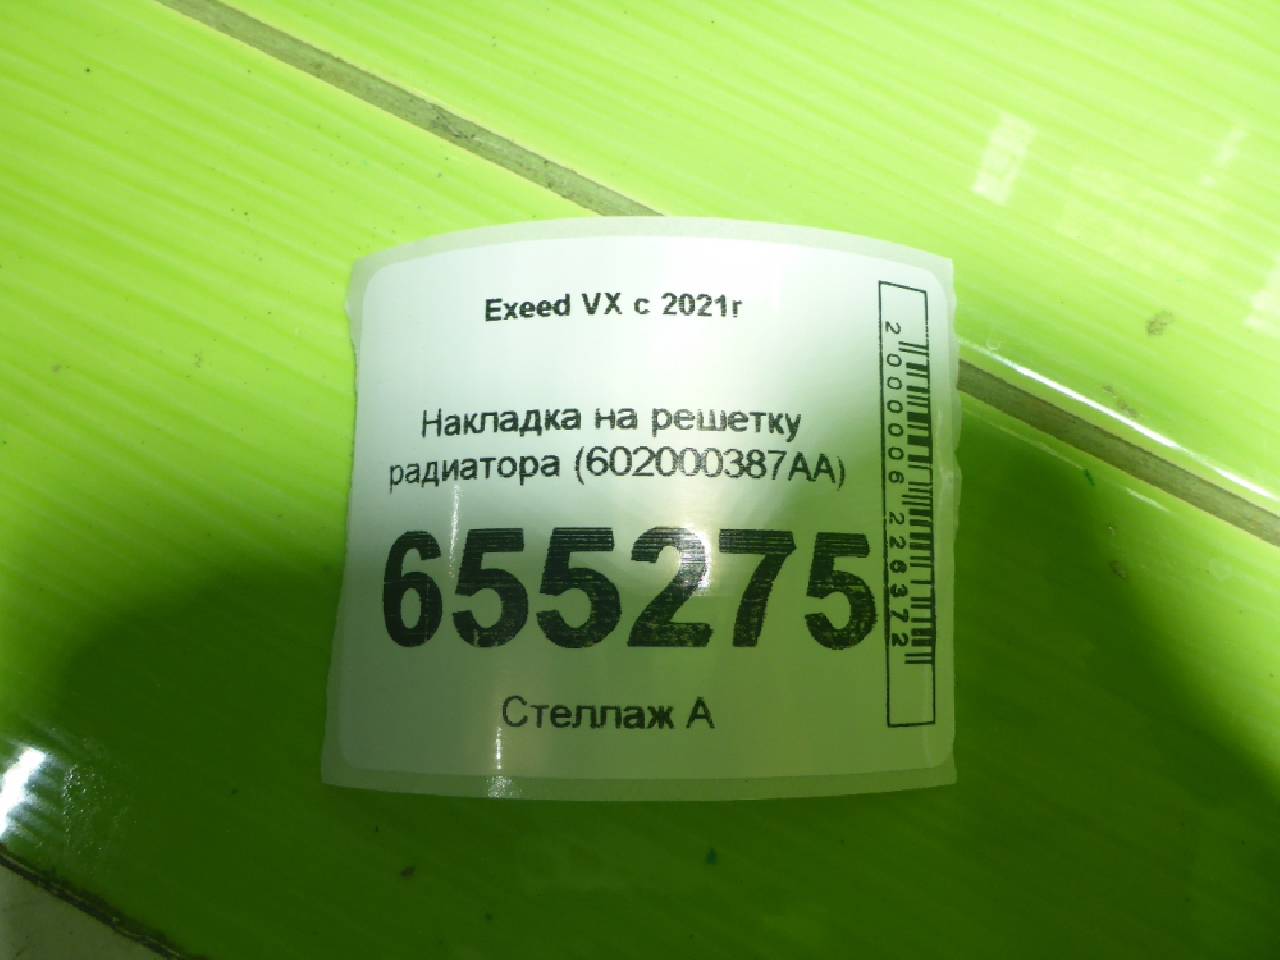 Exeed VX с 2021г
Накладка на решетку
радиатора (602000387AA)
655275
Стеллаж А
2000006226372